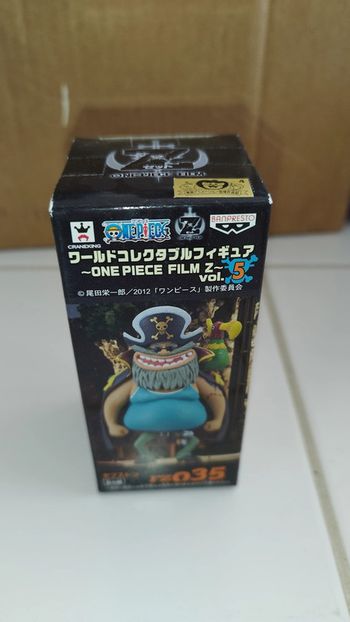 Z
ONE PIECE
CRANEKING
BANPRESTO
ワールドコレクタブルフィギュア
～ONE PIECE FILM Z～
vol.5
© 尾田栄一郎／2012「ワンピース」製作委員会
FZ035